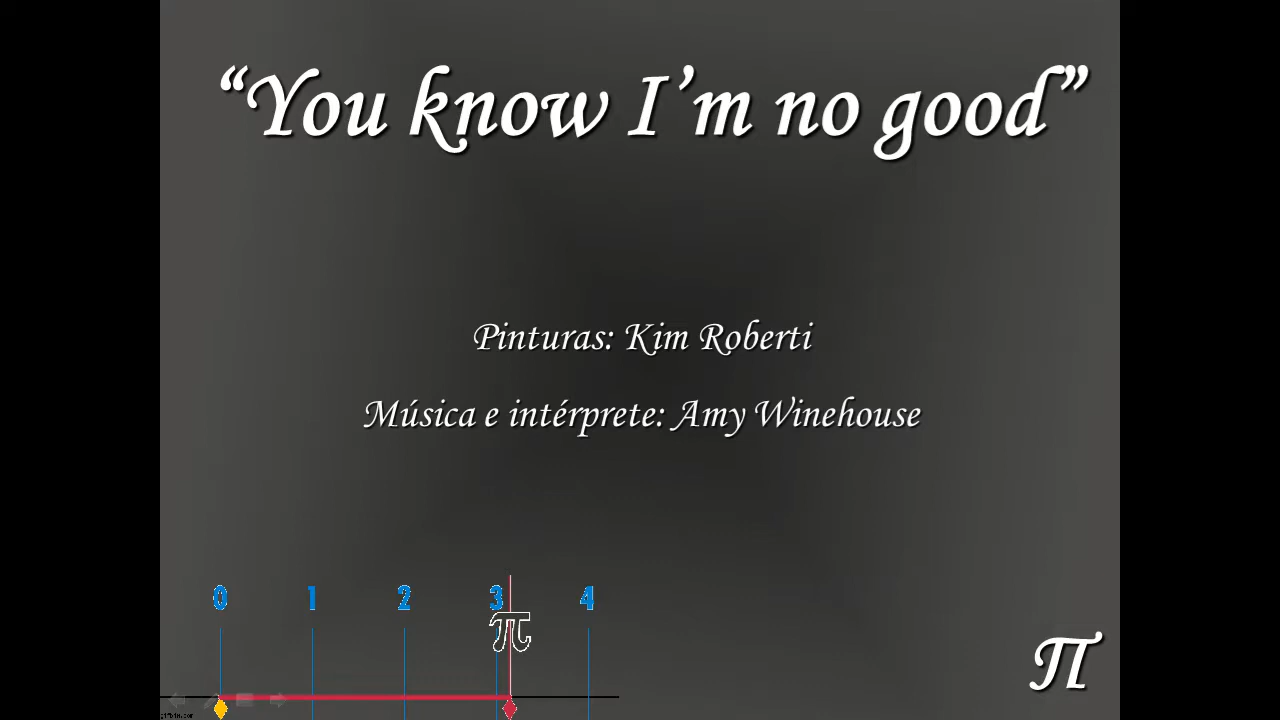 “You know I’m no good”
Pinturas: Kim Roberti
Música e intérprete: Amy Winehouse
0 1 2 3 4
π
Π